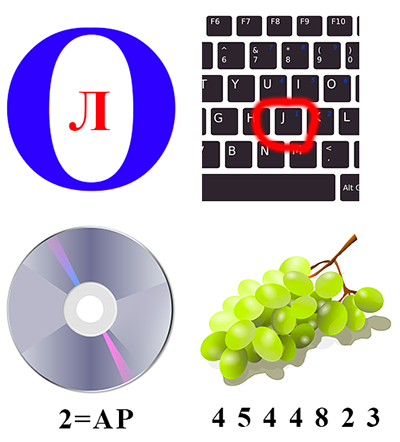 О
Л
F6 F7 F8 F9 F10
^ & * ( )
6 7 8 9 0
T Y U I O
G H J K L
B N M <
,
Alt G
2=АР
4 5 4 4 8 2 3